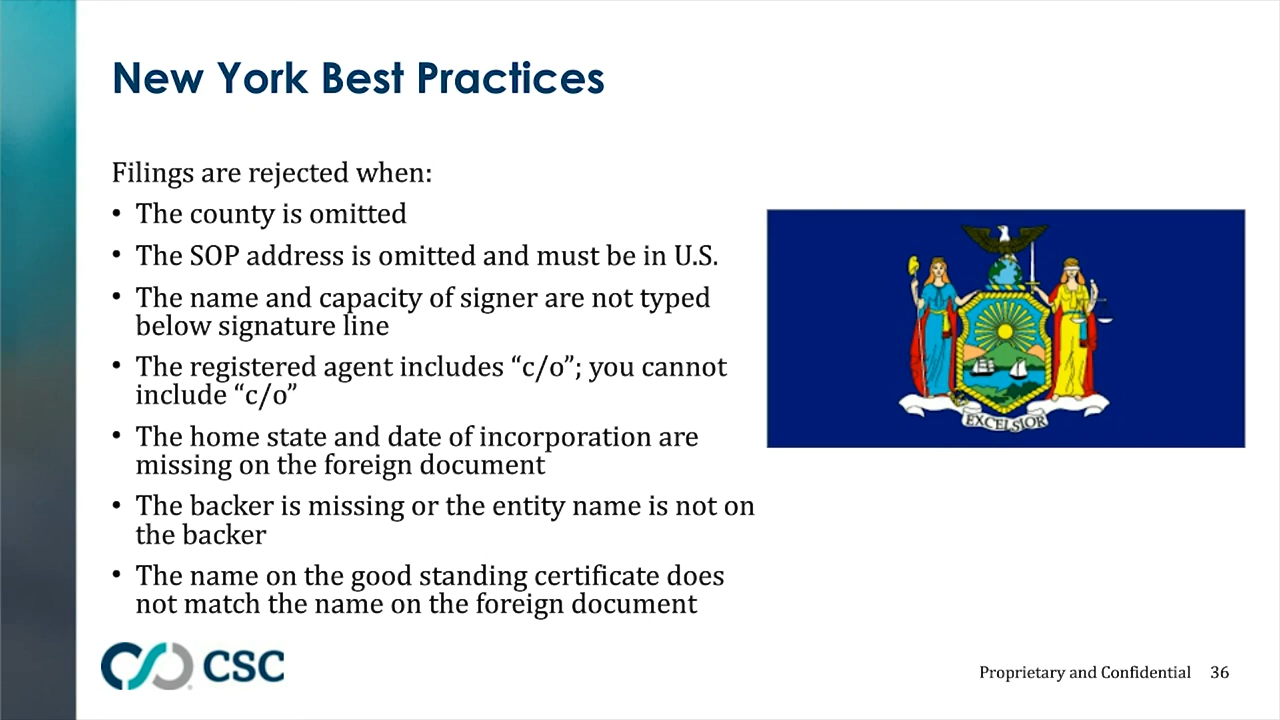 New York Best Practices
Filings are rejected when:
• The county is omitted
• The SOP address is omitted and must be in U.S.
• The name and capacity of signer are not typed
below signature line
• The registered agent includes “c/o”; you cannot
include “c/o”
• The home state and date of incorporation are
missing on the foreign document
• The backer is missing or the entity name is not on
the backer
• The name on the good standing certificate does
not match the name on the foreign document
EXCELSIOR
CSC
Proprietary and Confidential 36